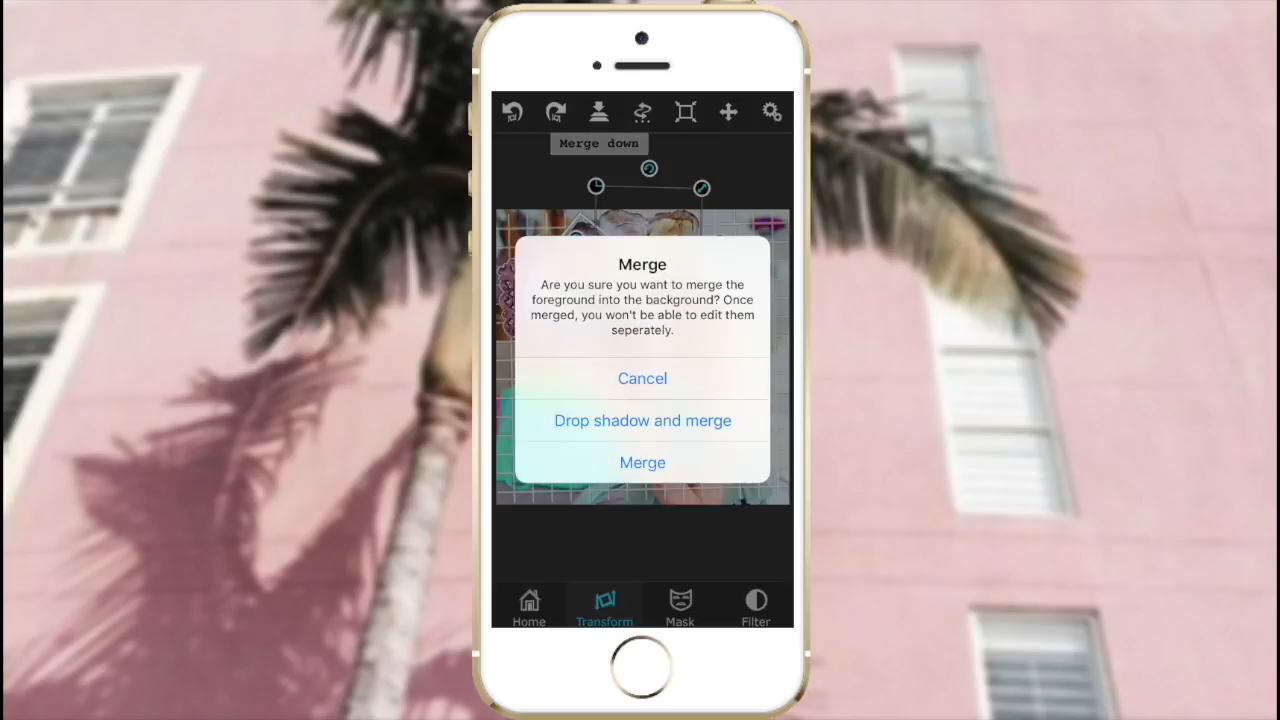 Merge down
Merge
Are you sure you want to merge the
foreground into the background? Once
merged, you won't be able to edit them
seperately.
Cancel
Drop shadow and merge
Merge
Home
Transform
Mask
Filter